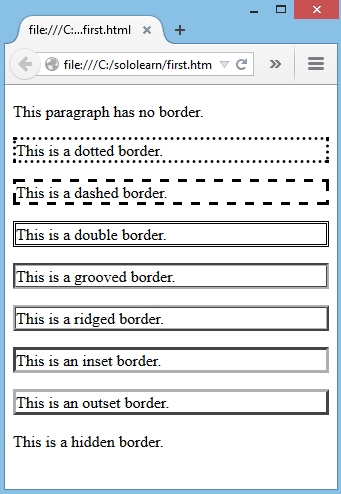 file:///C:...first.html
file:///C:/sololearn/first.htm
This paragraph has no border.
This is a dotted border.
This is a dashed border.
This is a double border.
This is a grooved border.
This is a ridged border.
This is an inset border.
This is an outset border.
This is a hidden border.